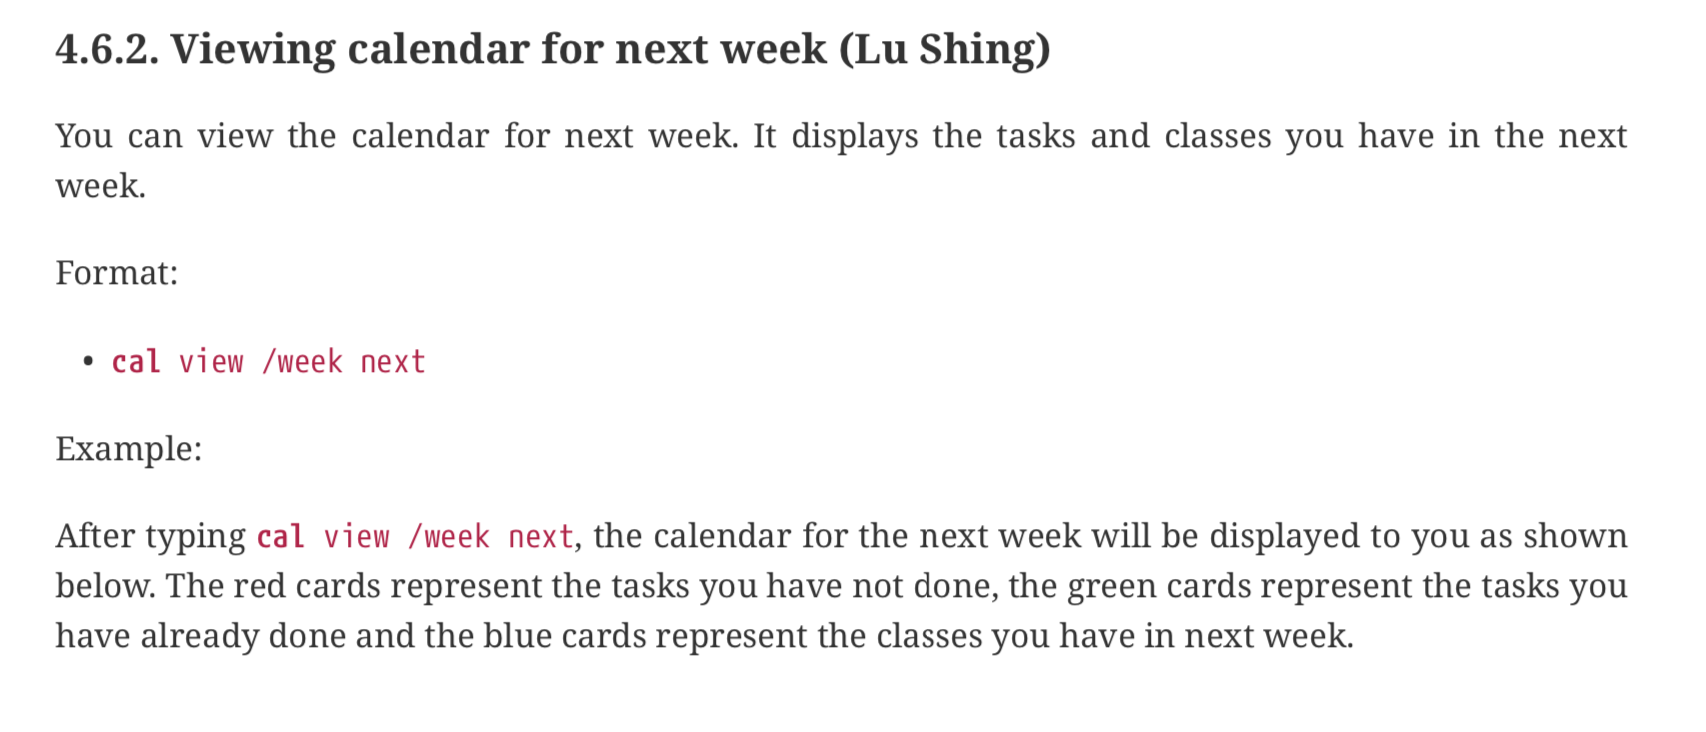 4.6.2. Viewing calendar for next week (Lu Shing)
You can view the calendar for next week. It displays the tasks and classes you have in the next
week.
Format:
• cal view /week next
Example:
After typing cal view /week next, the calendar for the next week will be displayed to you as shown
below. The red cards represent the tasks you have not done, the green cards represent the tasks you
have already done and the blue cards represent the classes you have in next week.